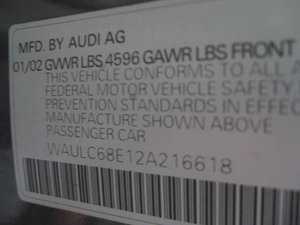 MFD. BY AUDI AG
01/02 GVWR LBS 4596 GAWR LBS FRONT
THIS VEHICLE CONFORMS TO ALL A
FEDERAL MOTOR VEHICLE SAFETY,
PREVENTION STANDARDS IN EFFEC
MANUFACTURE SHOWN ABOVE
PASSENGER CAR
WAULC68E12A216618